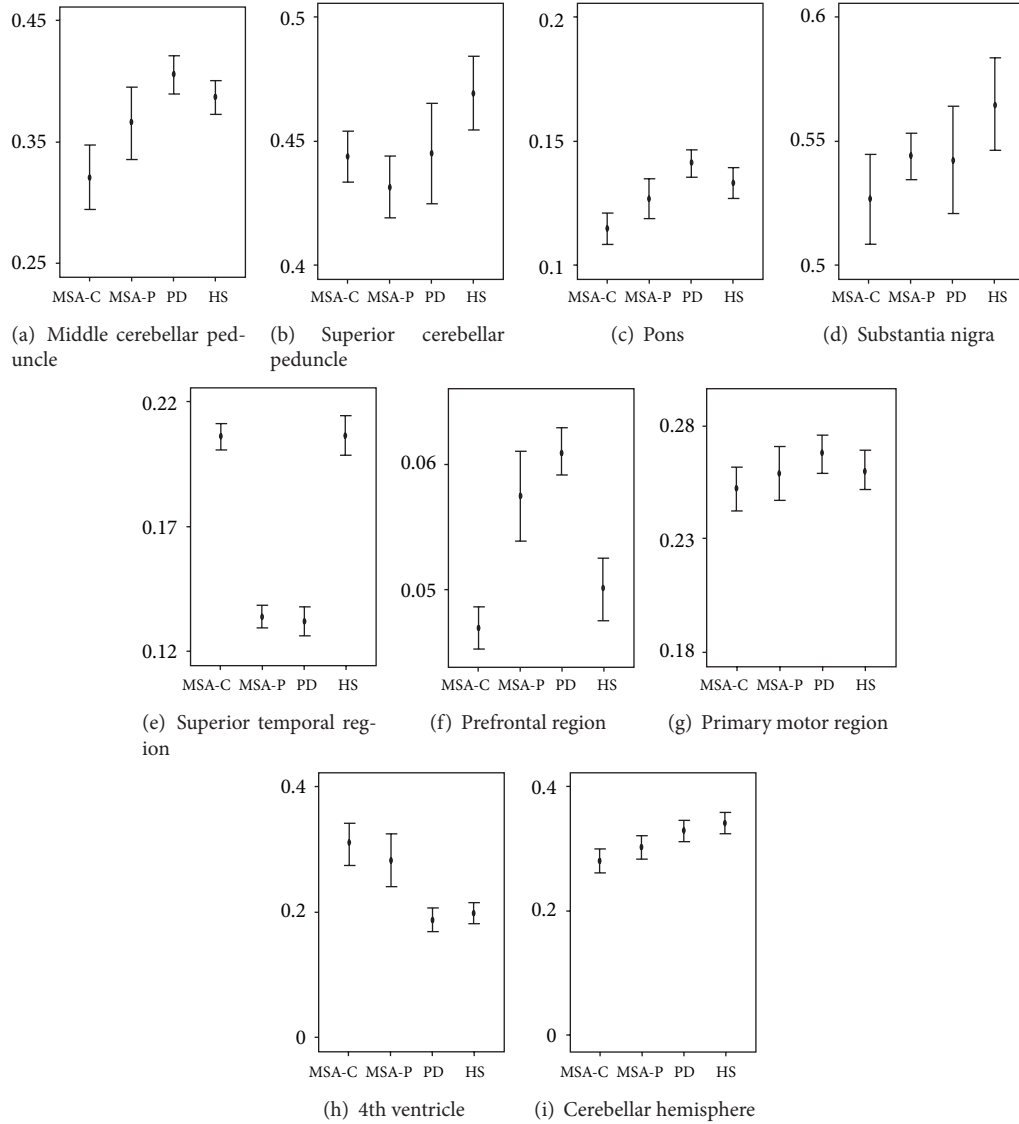 0.45
0.35
0.25
MSA-C MSA-P PD HS
(a) Middle cerebellar ped-
uncle
0.5
0.45
0.4
MSA-C MSA-P PD HS
(b) Superior cerebellar
peduncle
0.2
0.15
0.1
MSA-C MSA-P PD HS
(c) Pons
0.6
0.55
0.5
MSA-C MSA-P PD HS
(d) Substantia nigra
0.22
0.17
0.12
MSA-C MSA-P PD HS
(e) Superior temporal reg-
ion
0.06
0.05
MSA-C MSA-P PD HS
(f) Prefrontal region
0.28
0.23
0.18
MSA-C MSA-P PD HS
(g) Primary motor region
0.4
0.2
0
MSA-C MSA-P PD HS
(h) 4th ventricle
0.4
0.2
0
MSA-C MSA-P PD HS
(i) Cerebellar hemisphere